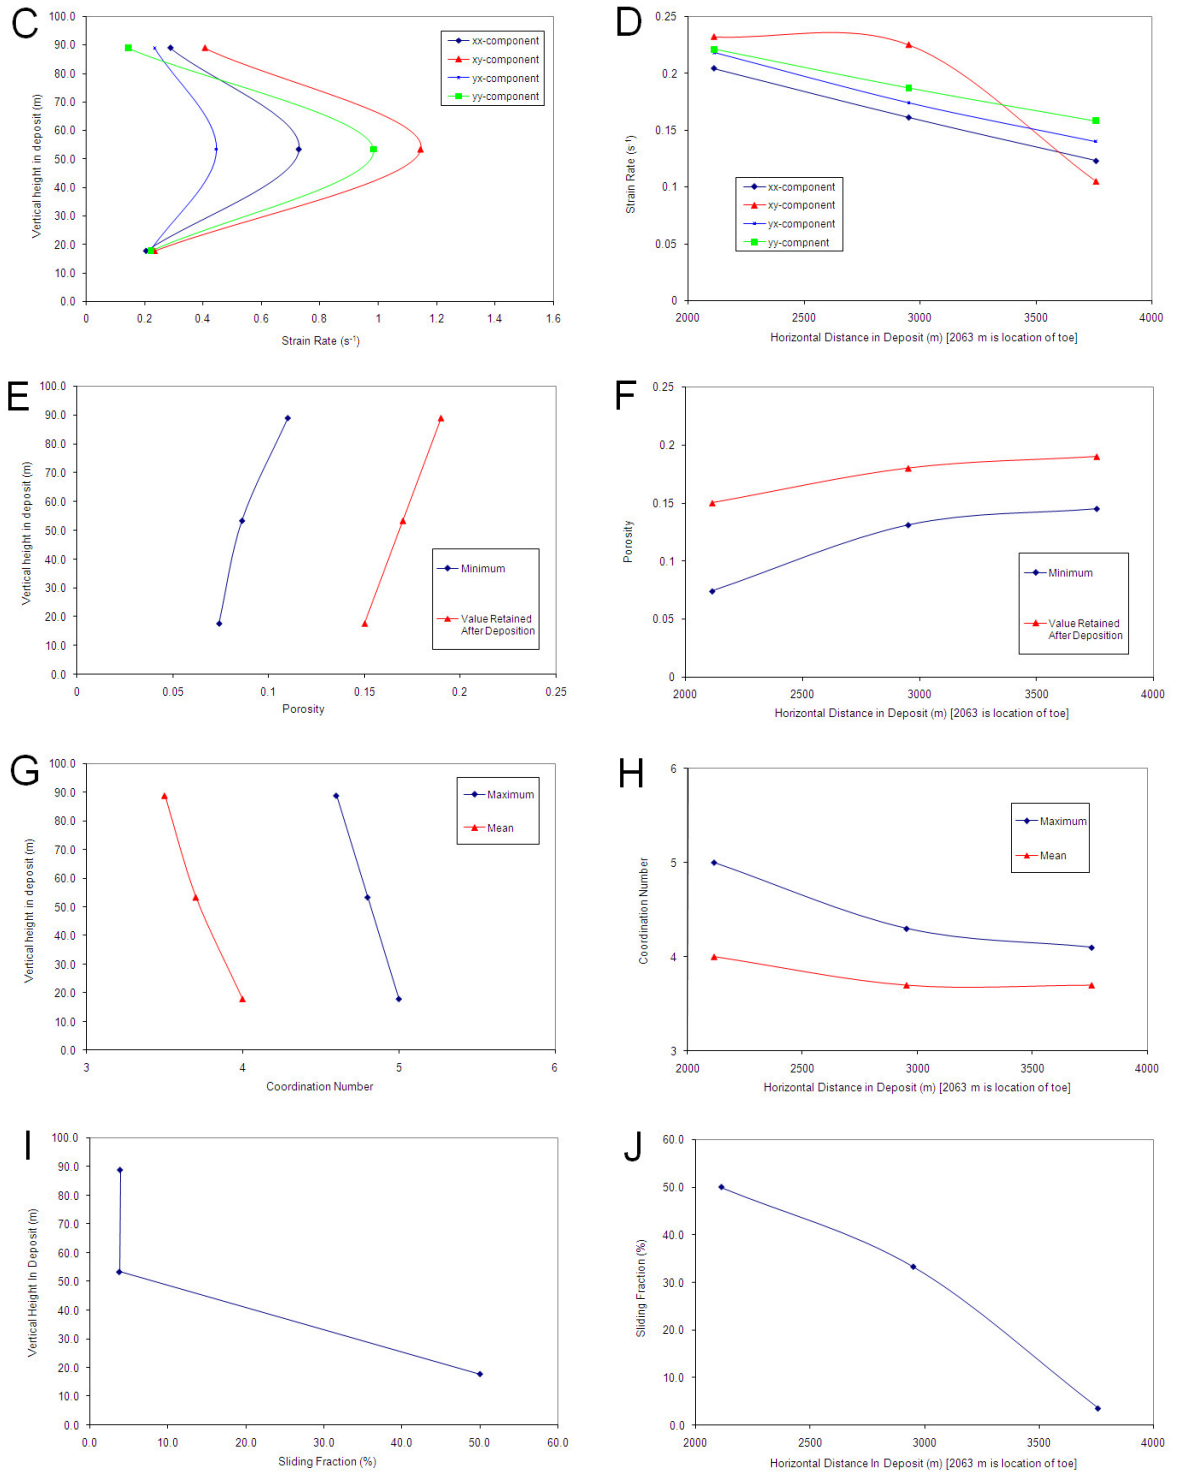 C
100.0
90.0
80.0
70.0
60.0
50.0
40.0
30.0
20.0
10.0
0.0
Vertical height in deposit (m)
0 0.2 0.4 0.6 0.8 1 1.2 1.4 1.6
Strain Rate (s-1)
xx-component
xy-component
yx-component
yy-component
D
0.25
0.2
0.15
0.1
0.05
0
Strain Rate (s-1)
2000 2500 3000 3500 4000
Horizontal Distance in Deposit (m) [2063 m is location of toe]
xx-component
xy-component
yx-component
yy-compnent
E
100.0
90.0
80.0
70.0
60.0
50.0
40.0
30.0
20.0
10.0
0.0
Vertical height in deposit (m)
0 0.05 0.1 0.15 0.2 0.25
Porosity
Minimum
Value Retained
After Deposition
F
0.25
0.2
0.15
0.1
0.05
0
Porosity
2000 2500 3000 3500 4000
Horizontal Distance in Deposit (m) [2063 is location of toe]
Minimum
Value Retained
After Deposition
G
100.0
90.0
80.0
70.0
60.0
50.0
40.0
30.0
20.0
10.0
0.0
Vertical height in deposit (m)
3 4 5 6
Coordination Number
Maximum
Mean
H
6
5
4
3
Coordination Number
2000 2500 3000 3500 4000
Horizontal Distance in Deposit (m) [2063 m is location of toe]
Maximum
Mean
I
100.0
90.0
80.0
70.0
60.0
50.0
40.0
30.0
20.0
10.0
0.0
Vertical Height In Deposit (m)
0.0 10.0 20.0 30.0 40.0 50.0 60.0
Sliding Fraction (%)
J
60.0
50.0
40.0
30.0
20.0
10.0
0.0
Sliding Fraction (%)
2000 2500 3000 3500 4000
Horizontal Distance In Deposit (m) [2063 m is location of toe]